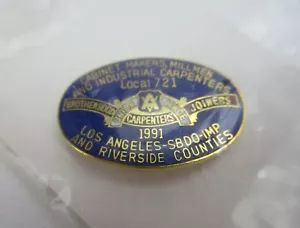 CABINET MAKERS, MILLMEN
AND INDUSTRIAL CARPENTERS
Local 721
BROTHERHOOD
JOINERS
CARPENTERS
1991
LOS ANGELES-SBDO-IMP
AND RIVERSIDE COUNTIES